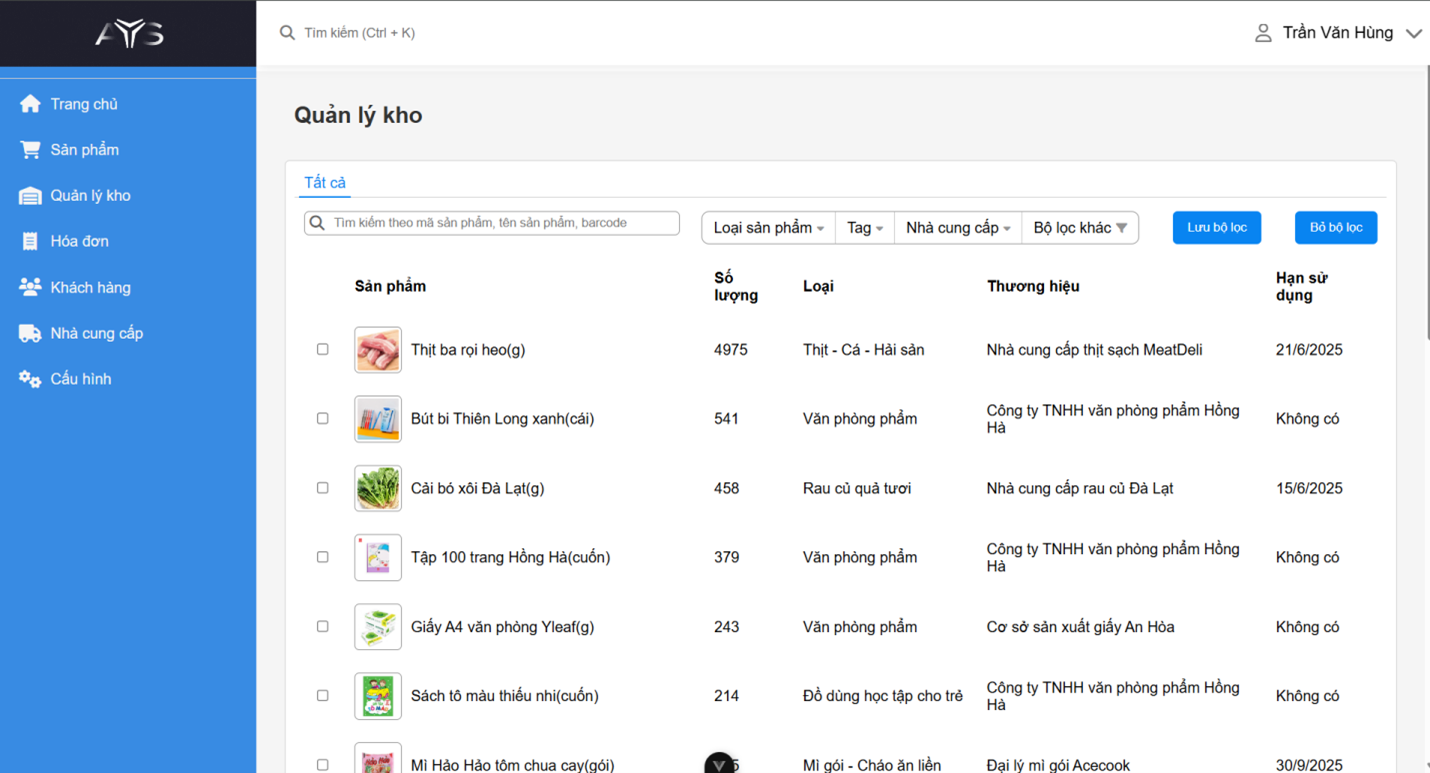 AYS
Tìm kiếm (Ctrl + K)
Trần Văn Hùng
Trang chủ
Sản phẩm
Quản lý kho
Hóa đơn
Khách hàng
Nhà cung cấp
Cấu hình
Quản lý kho
Tất cả
Tìm kiếm theo mã sản phẩm, tên sản phẩm, barcode
Loại sản phẩm
Tag
Nhà cung cấp
Bộ lọc khác
Lưu bộ lọc
Bỏ bộ lọc
Sản phẩm
Số
lượng
Loại
Thương hiệu
Hạn sử
dụng
Thịt ba rọi heo(g)
4975
Thịt - Cá - Hải sản
Nhà cung cấp thịt sạch MeatDeli
21/6/2025
Bút bi Thiên Long xanh(cái)
541
Văn phòng phẩm
Công ty TNHH văn phòng phẩm Hồng
Hà
Không có
Cải bó xôi Đà Lạt(g)
458
Rau củ quả tươi
Nhà cung cấp rau củ Đà Lạt
15/6/2025
Tập 100 trang Hồng Hà(cuốn)
379
Văn phòng phẩm
Công ty TNHH văn phòng phẩm Hồng
Hà
Không có
Giấy A4 văn phòng Yleaf(g)
243
Văn phòng phẩm
Cơ sở sản xuất giấy An Hòa
Không có
TÔ MÀU
Sách tô màu thiếu nhi(cuốn)
214
Đồ dùng học tập cho trẻ
Công ty TNHH văn phòng phẩm Hồng
Hà
Không có
Hảo Hảo
Mì Hảo Hảo tôm chua cay(gói)
Mì gói - Cháo ăn liền
Đại lý mì gói Acecook
30/9/2025